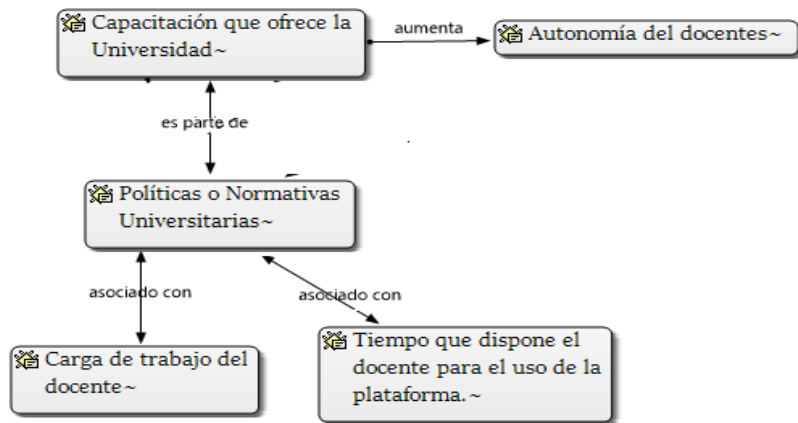 Capacitación que ofrece la
Universidad~
aumenta
Autonomía del docentes~
es parte de
Políticas o Normativas
Universitarias~
asociado con
asociado con
Carga de trabajo del
docente~
Tiempo que dispone el
docente para el uso de la
plataforma.~